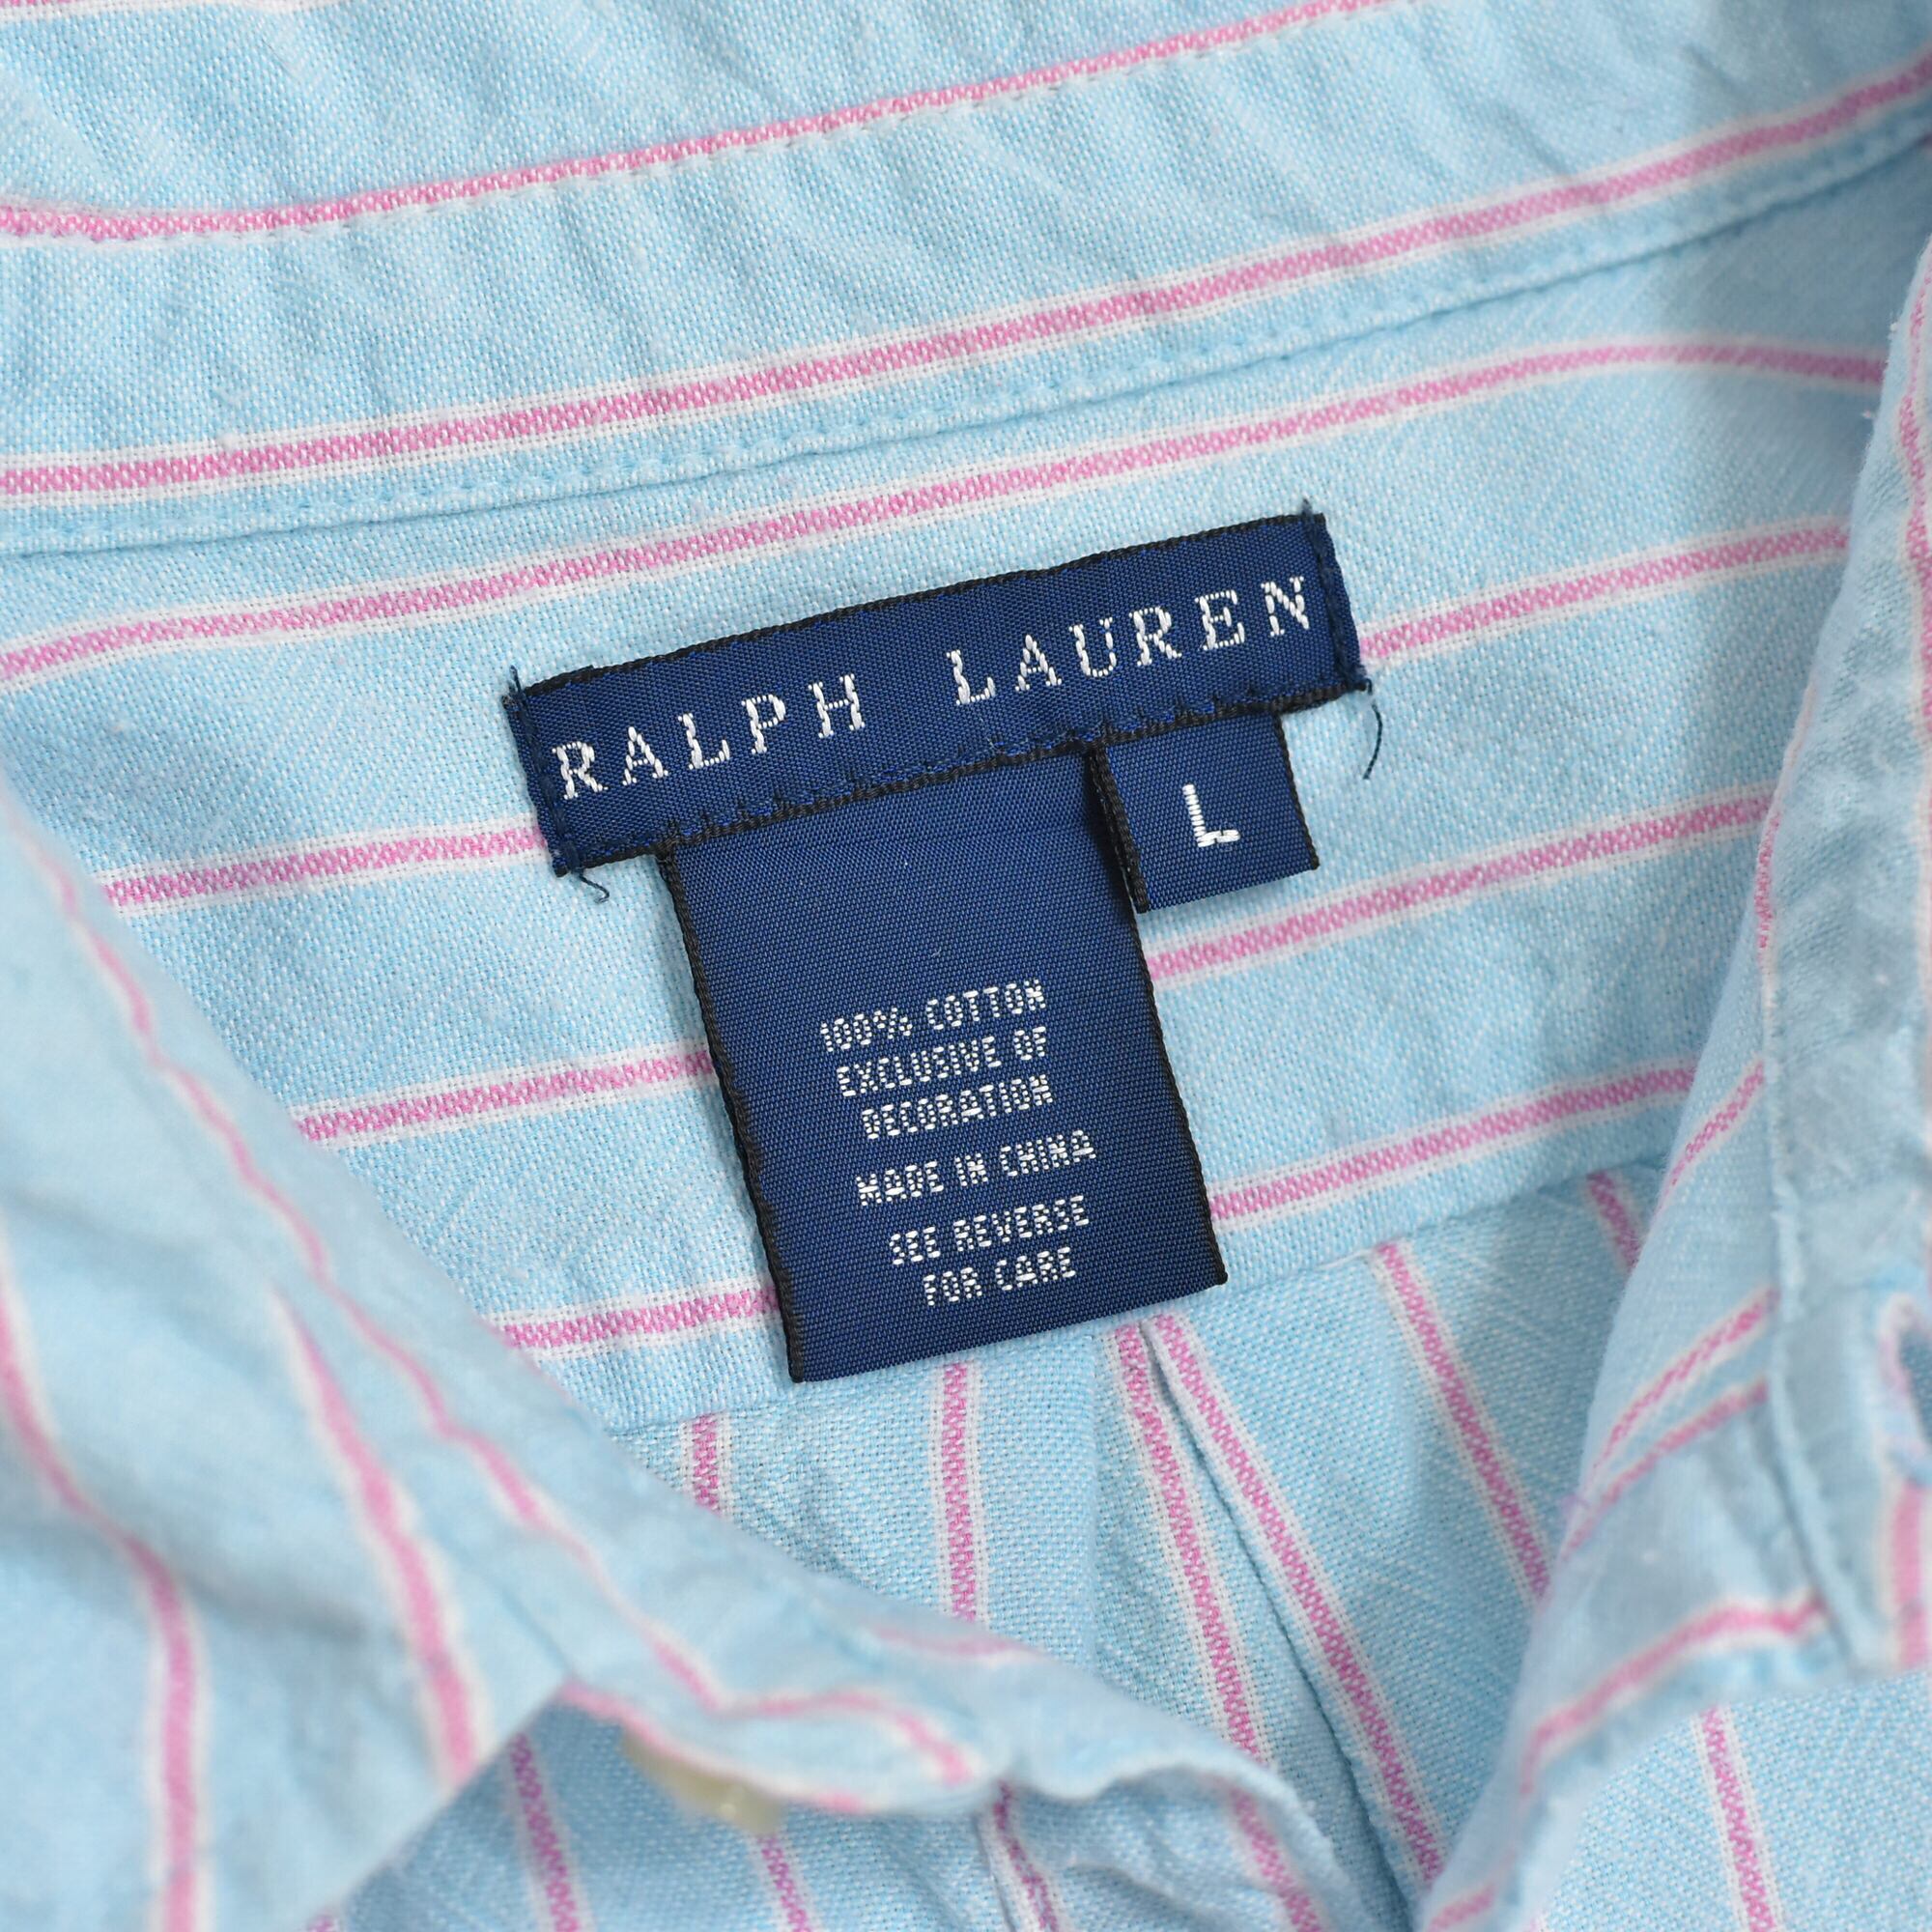 RALPH LAUREN
L
100% COTTON
EXCLUSIVE OF
DECORATION
MADE IN CHINA
SEE REVERSE
FOR CARE